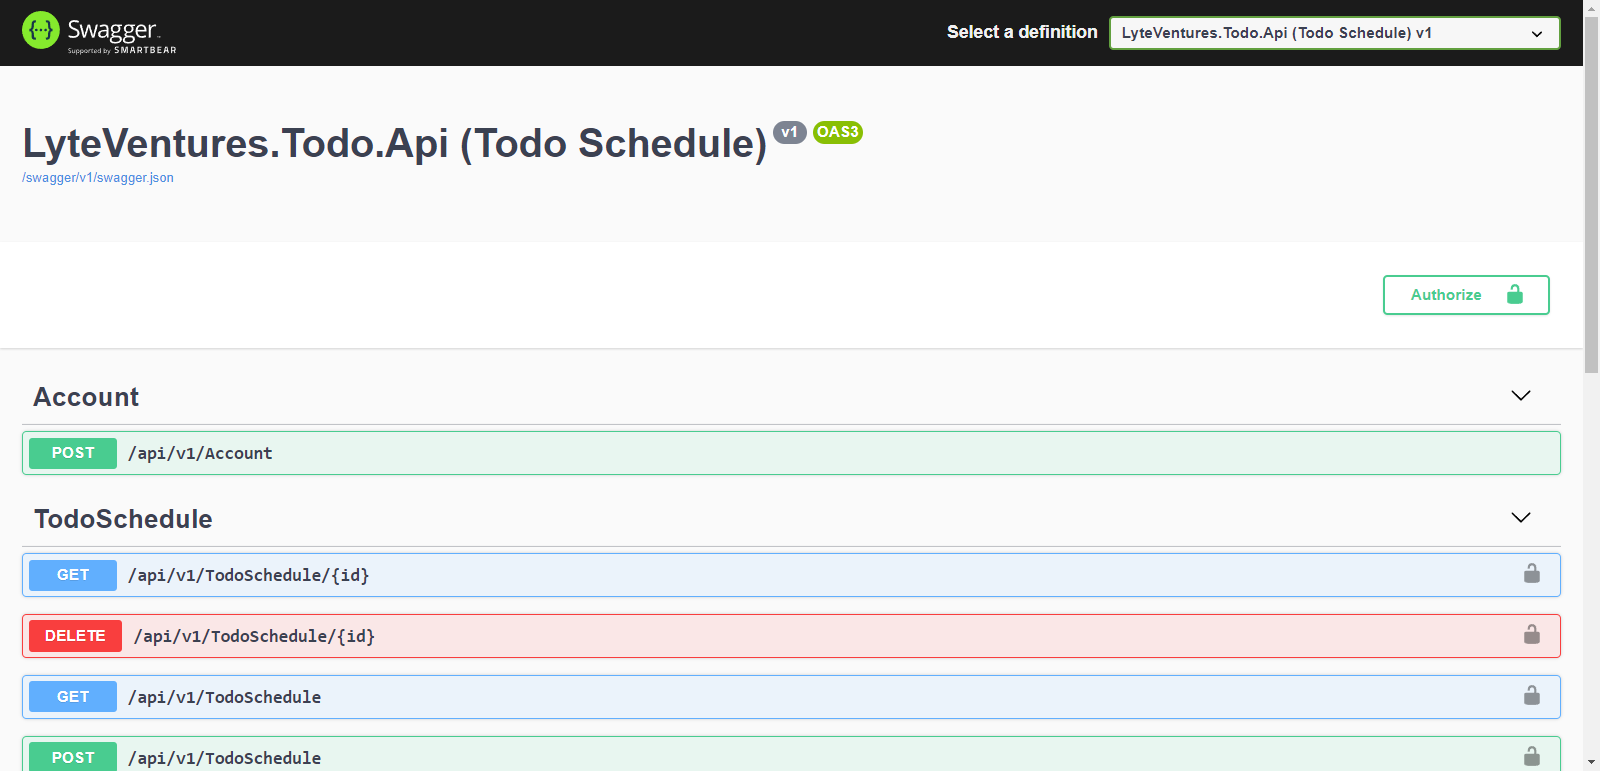 Swagger
Supported by SMARTBEAR
Select a definition
LyteVentures.Todo.Api (Todo Schedule) v1
LyteVentures.Todo.Api (Todo Schedule) v1 OAS3
/swagger/v1/swagger.json
Authorize
Account
POST /api/v1/Account
TodoSchedule
GET /api/v1/TodoSchedule/{id}
DELETE /api/v1/TodoSchedule/{id}
GET /api/v1/TodoSchedule
POST /api/v1/TodoSchedule